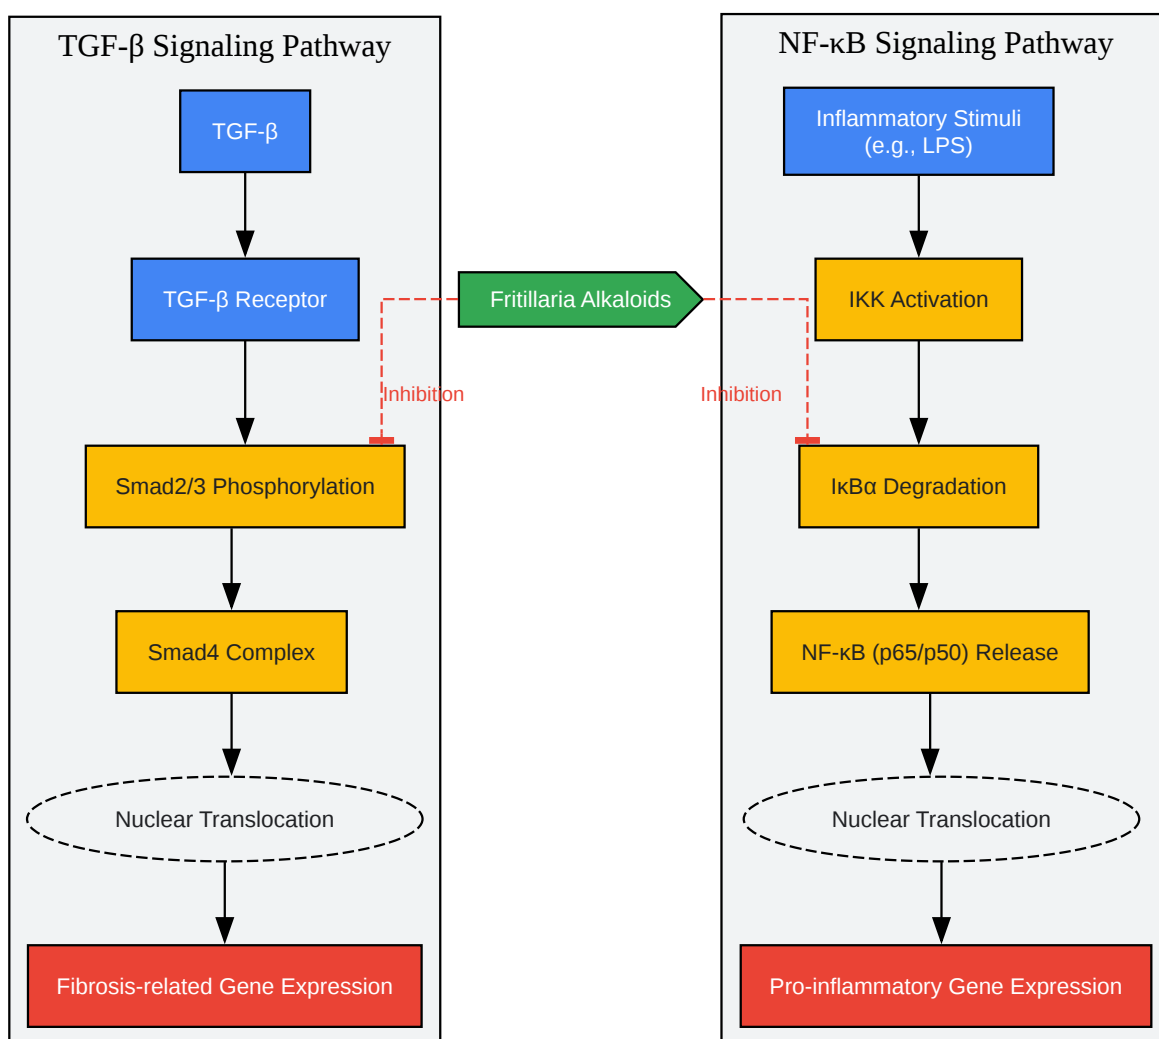 TGF-β Signaling Pathway
TGF-β
TGF-β Receptor
Inhibition
Smad2/3 Phosphorylation
Smad4 Complex
Nuclear Translocation
Fibrosis-related Gene Expression
Fritillaria Alkaloids
NF-κB Signaling Pathway
Inflammatory Stimuli
(e.g., LPS)
IKK Activation
Inhibition
IκBα Degradation
NF-κB (p65/p50) Release
Nuclear Translocation
Pro-inflammatory Gene Expression